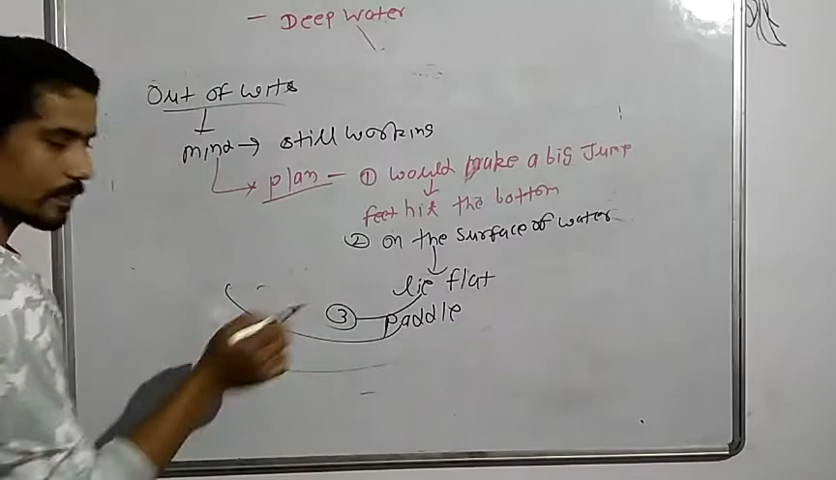 - Deep Water
Out of wits
mind → still working
plan - ① would make a big Jump
feet hit the bottom
② on the surface of water
lie flat
③ paddle